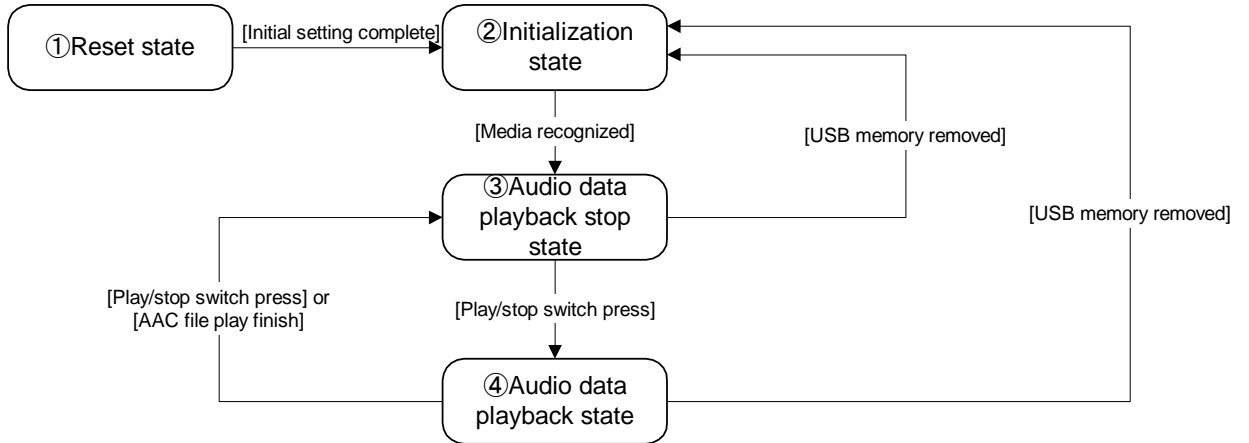 ①Reset state
[Initial setting complete]
②Initialization
state
[Media recognized]
[USB memory removed]
③Audio data
playback stop
state
[USB memory removed]
[Play/stop switch press] or
[AAC file play finish]
[Play/stop switch press]
④Audio data
playback state